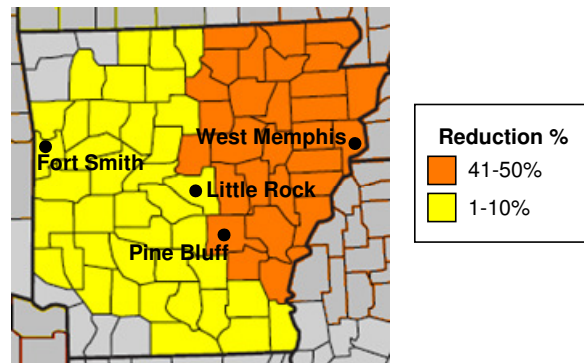 West Memphis
Fort Smith
Little Rock
Pine Bluff
Reduction %
41-50%
1-10%